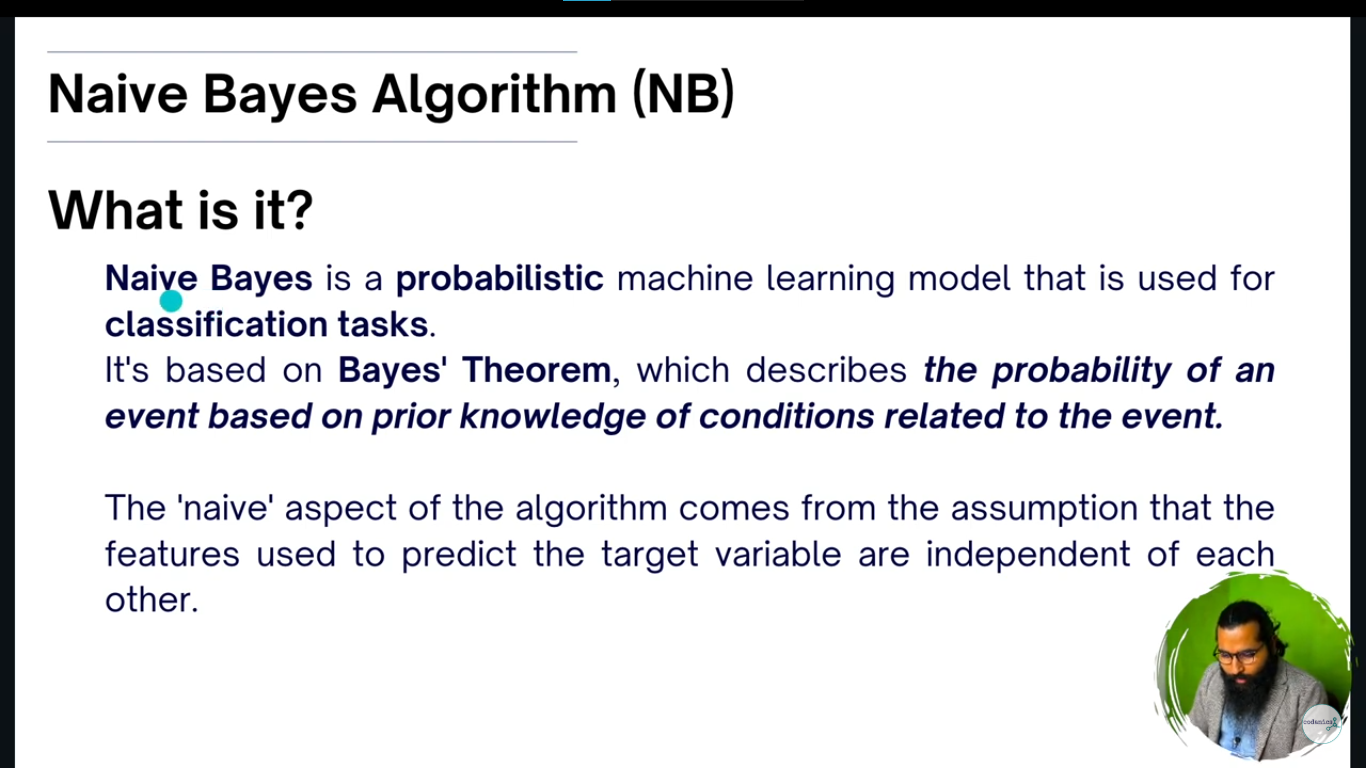 Naive Bayes Algorithm (NB)
What is it?
Naive Bayes is a probabilistic machine learning model that is used for
classification tasks.
It's based on Bayes' Theorem, which describes the probability of an
event based on prior knowledge of conditions related to the event.
The 'naive' aspect of the algorithm comes from the assumption that the
features used to predict the target variable are independent of each
other.
codanics